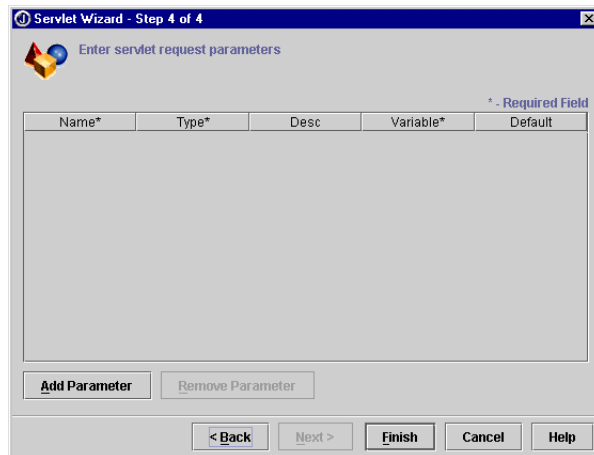 Servlet Wizard - Step 4 of 4
Enter servlet request parameters
* - Required Field
Name* Type* Desc Variable* Default
Add Parameter Remove Parameter
< Back Next > Finish Cancel Help